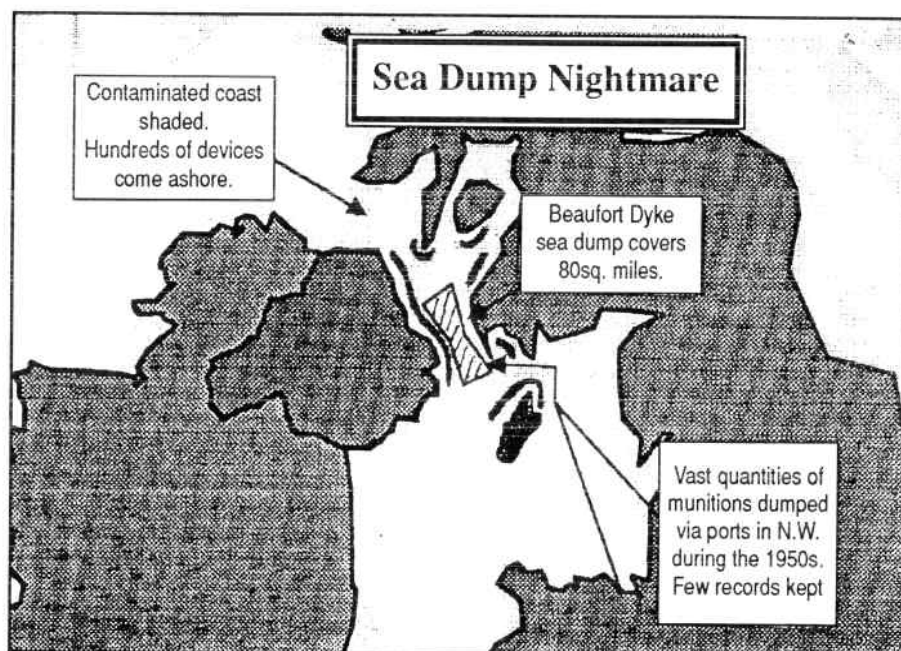 Sea Dump Nightmare
Contaminated coast
shaded.
Hundreds of devices
come ashore.
Beaufort Dyke
sea dump covers
80sq. miles.
Vast quantities of
munitions dumped
via ports in N.W.
during the 1950s.
Few records kept